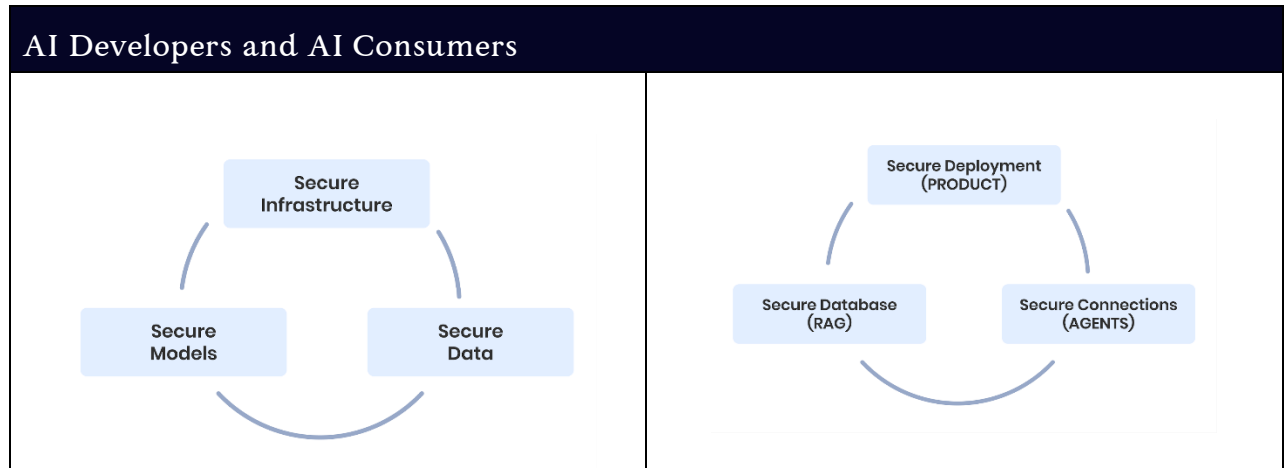 AI Developers and AI Consumers
Secure
Infrastructure
Secure
Models
Secure
Data
Secure Deployment
(PRODUCT)
Secure Database
(RAG)
Secure Connections
(AGENTS)